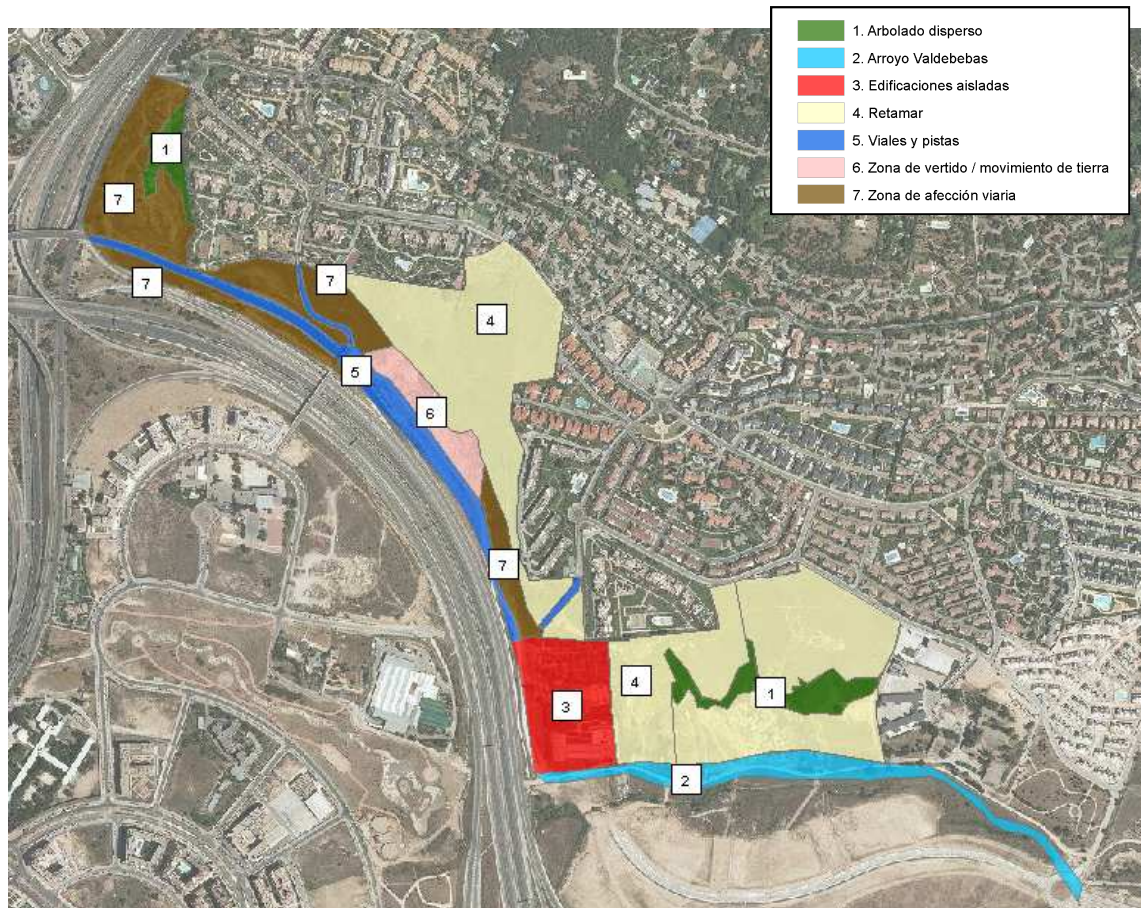 1. Arbolado disperso
2. Arroyo Valdebebas
3. Edificaciones aisladas
4. Retamar
5. Viales y pistas
6. Zona de vertido / movimiento de tierra
7. Zona de afección viaria
1
7
7
7
4
5
6
7
4
1
3
2